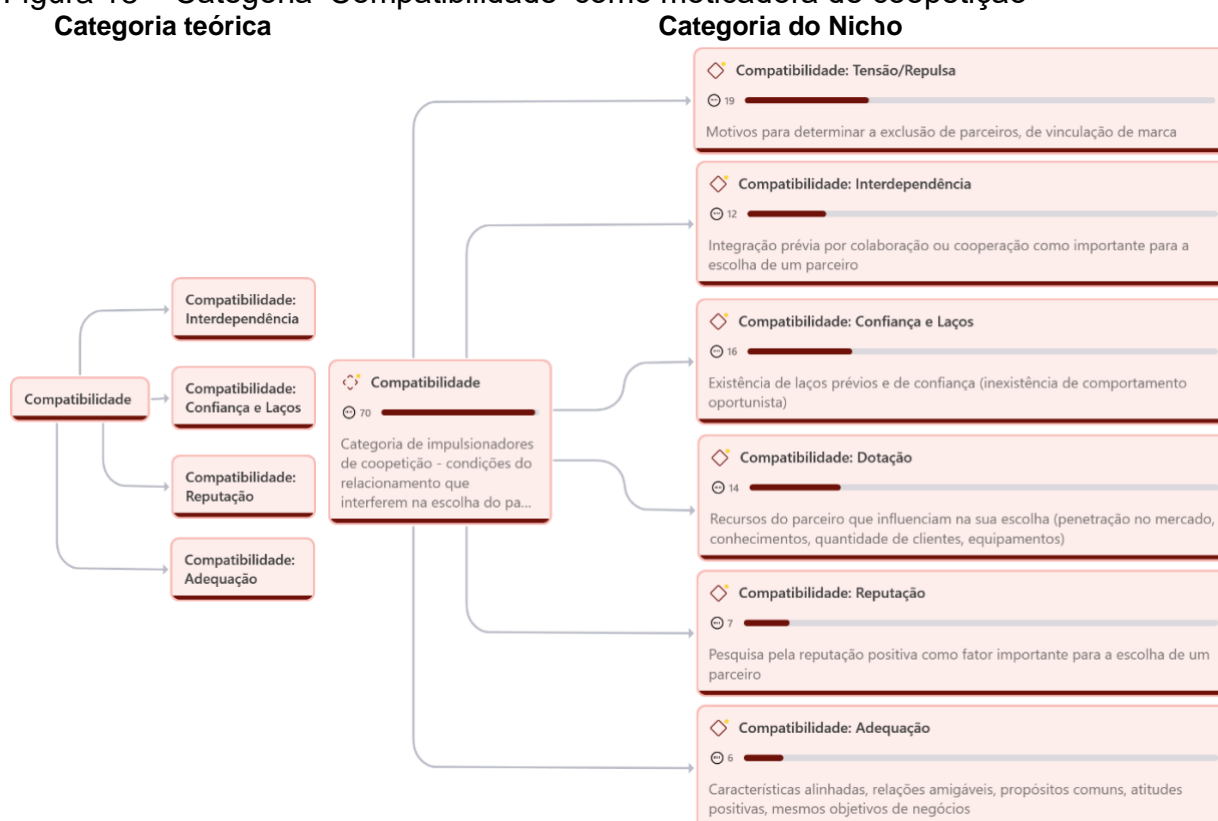 Categoria teórica
Categoria do Nicho
Compatibilidade
Compatibilidade:
Interdependência
Compatibilidade:
Confiança e Laços
Compatibilidade:
Reputação
Compatibilidade:
Adequação
Compatibilidade
70
Categoria de impulsionadores
de coopetição - condições do
relacionamento que
interferem na escolha do pa...
Compatibilidade: Tensão/Repulsa
19
Motivos para determinar a exclusão de parceiros, de vinculação de marca
Compatibilidade: Interdependência
12
Integração prévia por colaboração ou cooperação como importante para a
escolha de um parceiro
Compatibilidade: Confiança e Laços
16
Existência de laços prévios e de confiança (inexistência de comportamento
oportunista)
Compatibilidade: Dotação
14
Recursos do parceiro que influenciam na sua escolha (penetração no mercado,
conhecimentos, quantidade de clientes, equipamentos)
Compatibilidade: Reputação
7
Pesquisa pela reputação positiva como fator importante para a escolha de um
parceiro
Compatibilidade: Adequação
6
Características alinhadas, relações amigáveis, propósitos comuns, atitudes
positivas, mesmos objetivos de negócios